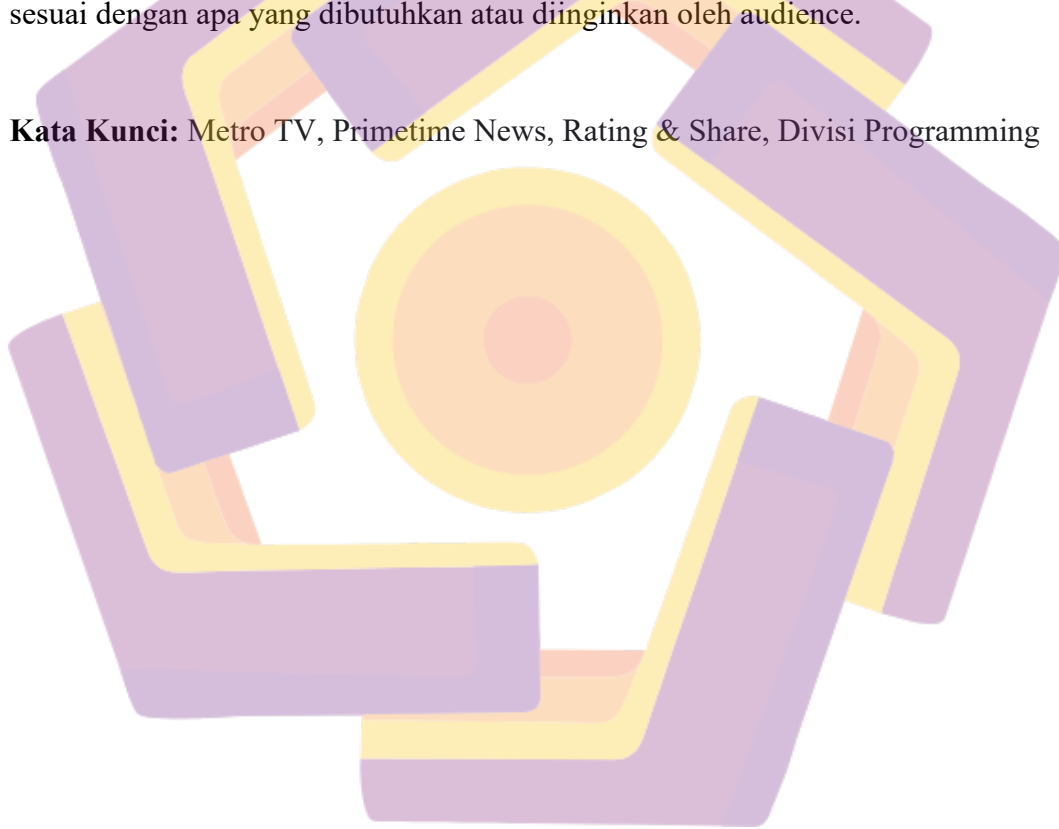 sesuai dengan apa yang dibutuhkan atau diinginkan oleh audience.
Kata Kunci: Metro TV, Primetime News, Rating & Share, Divisi Programming